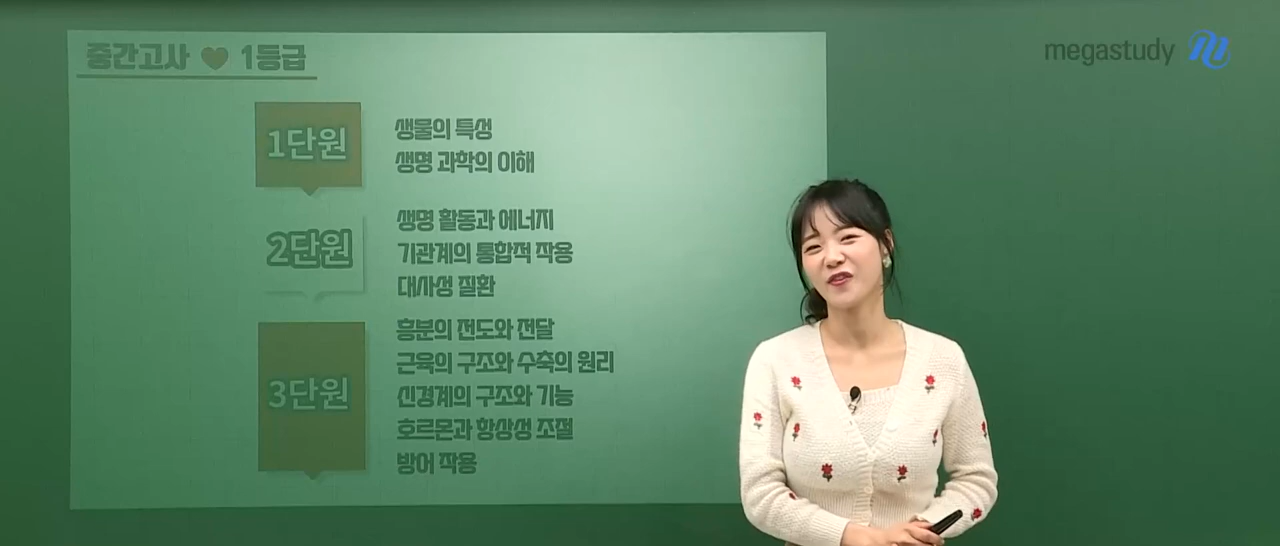 중간고사 ♥ 1등급
megastudy
1단원
생물의 특성
생명 과학의 이해
2단원
생명 활동과 에너지
기관계의 통합적 작용
대사성 질환
3단원
흥분의 전도와 전달
근육의 구조와 수축의 원리
신경계의 구조와 기능
호르몬과 항상성 조절
방어 작용